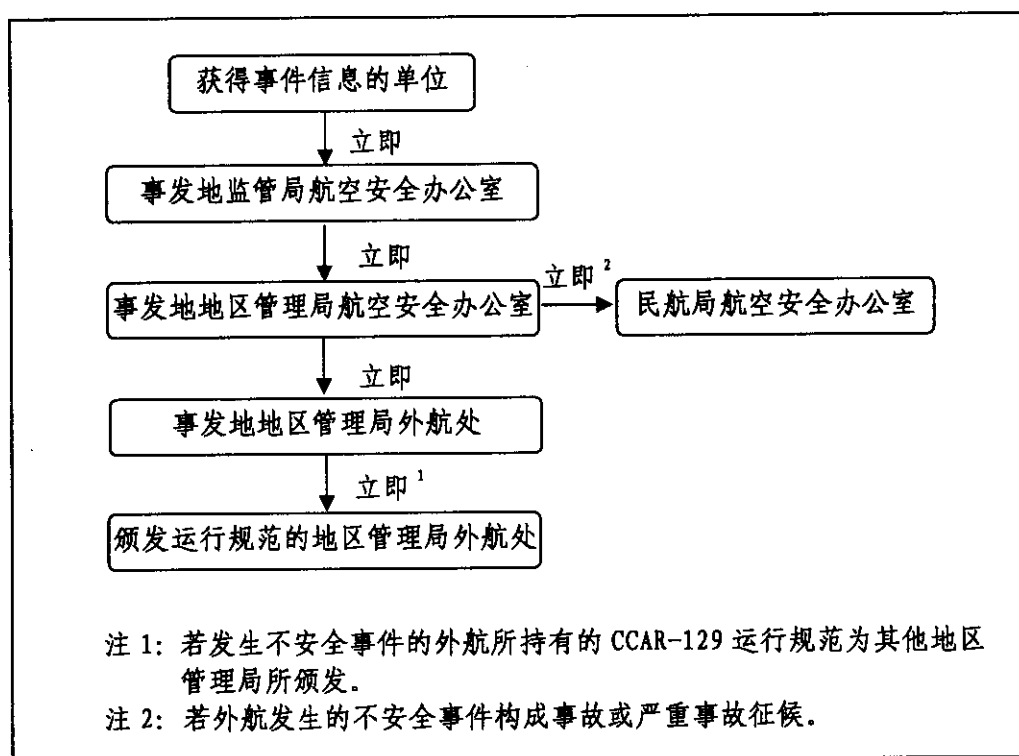 获得事件信息的单位
立即
事发地监管局航空安全办公室
立即
事发地地区管理局航空安全办公室
立即2
民航局航空安全办公室
立即
事发地地区管理局外航处
立即1
颁发运行规范的地区管理局外航处
注 1: 若发生不安全事件的外航所持有的 CCAR-129 运行规范为其他地区
管理局所颁发。
注 2: 若外航发生的不安全事件构成事故或严重事故征候。